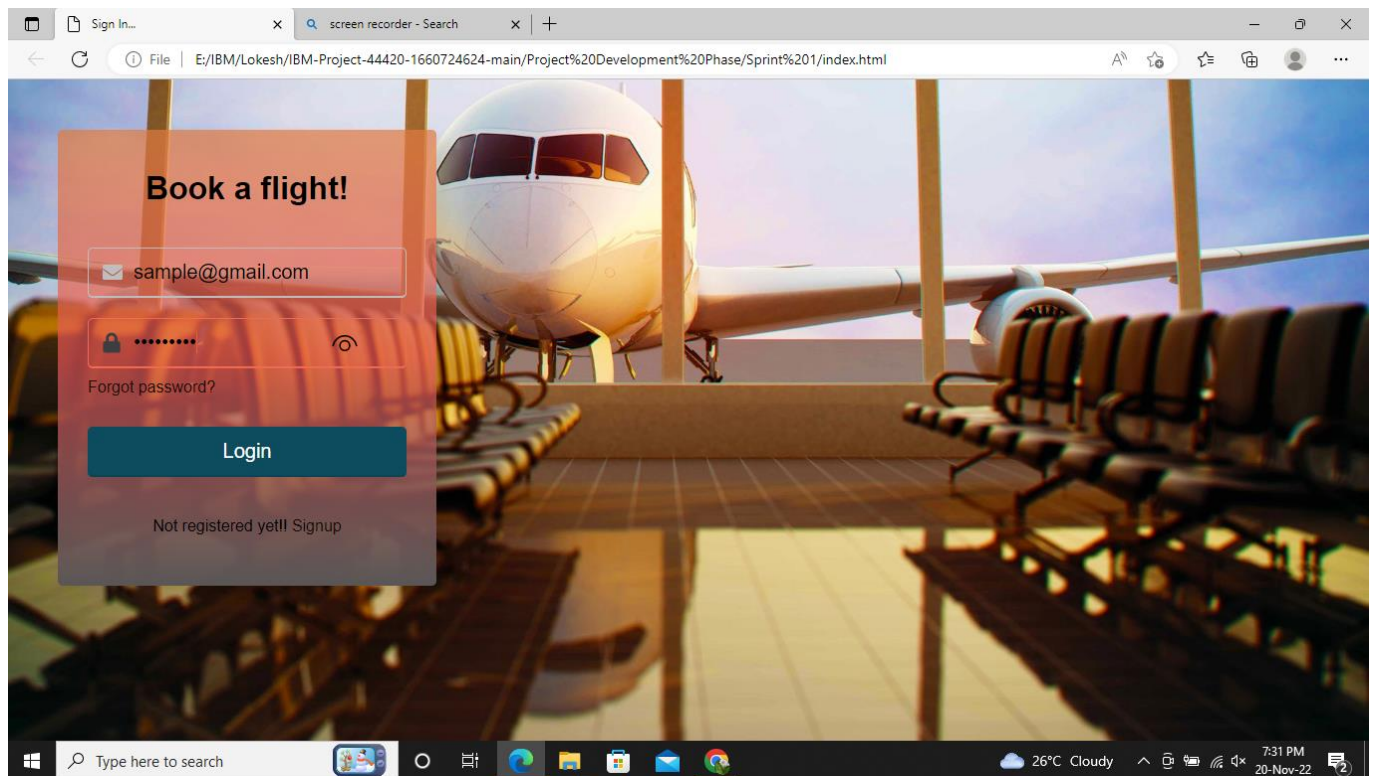 Sign In...
screen recorder - Search
File
E:/IBM/Lokesh/IBM-Project-44420-1660724624-main/Project%20Development%20Phase/Sprint%201/index.html
Book a flight!
sample@gmail.com
Forgot password?
Login
Not registered yet!! Signup
Type here to search
26°C Cloudy
7:31 PM
20-Nov-22
2